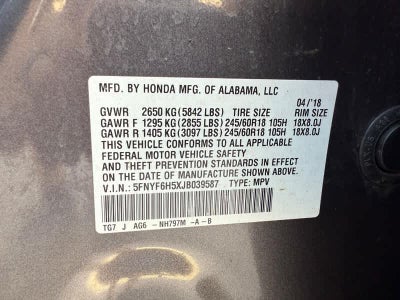 MFD. BY HONDA MFG. OF ALABAMA, LLC
04/'18
GVWR 2650 KG (5842 LBS) TIRE SIZE RIM SIZE
GAWR F 1295 KG (2855 LBS) 245/60R18 105H 18X8.0J
GAWR R 1405 KG (3097 LBS) 245/60R18 105H 18X8.0J
THIS VEHICLE CONFORMS TO ALL APPLICABLE
FEDERAL MOTOR VEHICLE SAFETY AND THEFT
PREVENTION STANDARDS IN EFFECT ON THE
DATE OF MANUFACTURE SHOWN ABOVE.
V.I.N.: 5FNYF6H5XJB039587 TYPE: MPV
TG7 J AG6 -NH797M -A -B